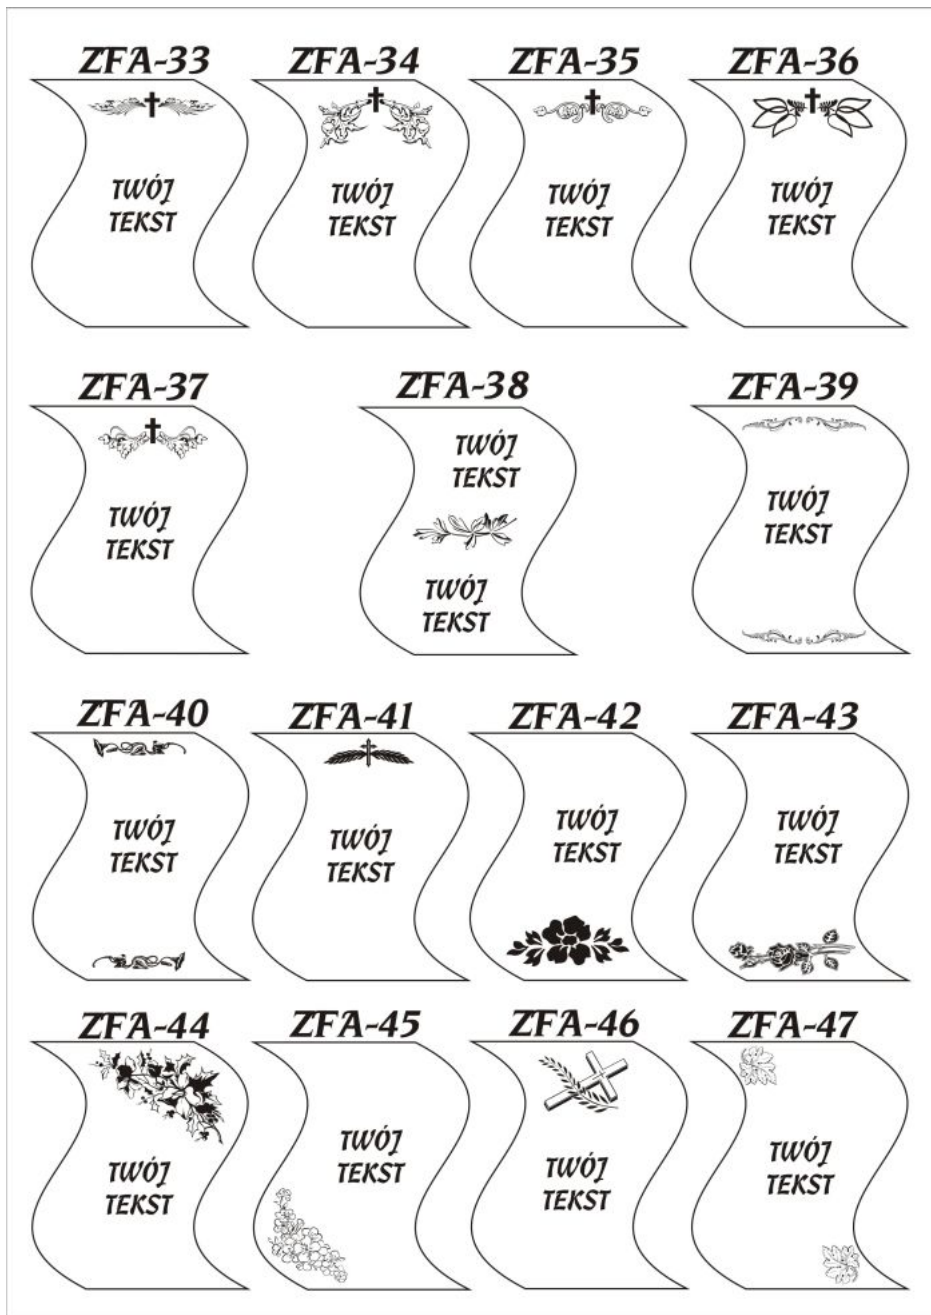 ZFA-33
TWÓJ
TEKST
ZFA-34
TWÓJ
TEKST
ZFA-35
TWÓJ
TEKST
ZFA-36
TWÓJ
TEKST
ZFA-37
TWÓJ
TEKST
ZFA-38
TWÓJ
TEKST
TWÓJ
TEKST
ZFA-39
TWÓJ
TEKST
ZFA-40
TWÓJ
TEKST
ZFA-41
TWÓJ
TEKST
ZFA-42
TWÓJ
TEKST
ZFA-43
TWÓJ
TEKST
ZFA-44
TWÓJ
TEKST
ZFA-45
TWÓJ
TEKST
ZFA-46
TWÓJ
TEKST
ZFA-47
TWÓJ
TEKST